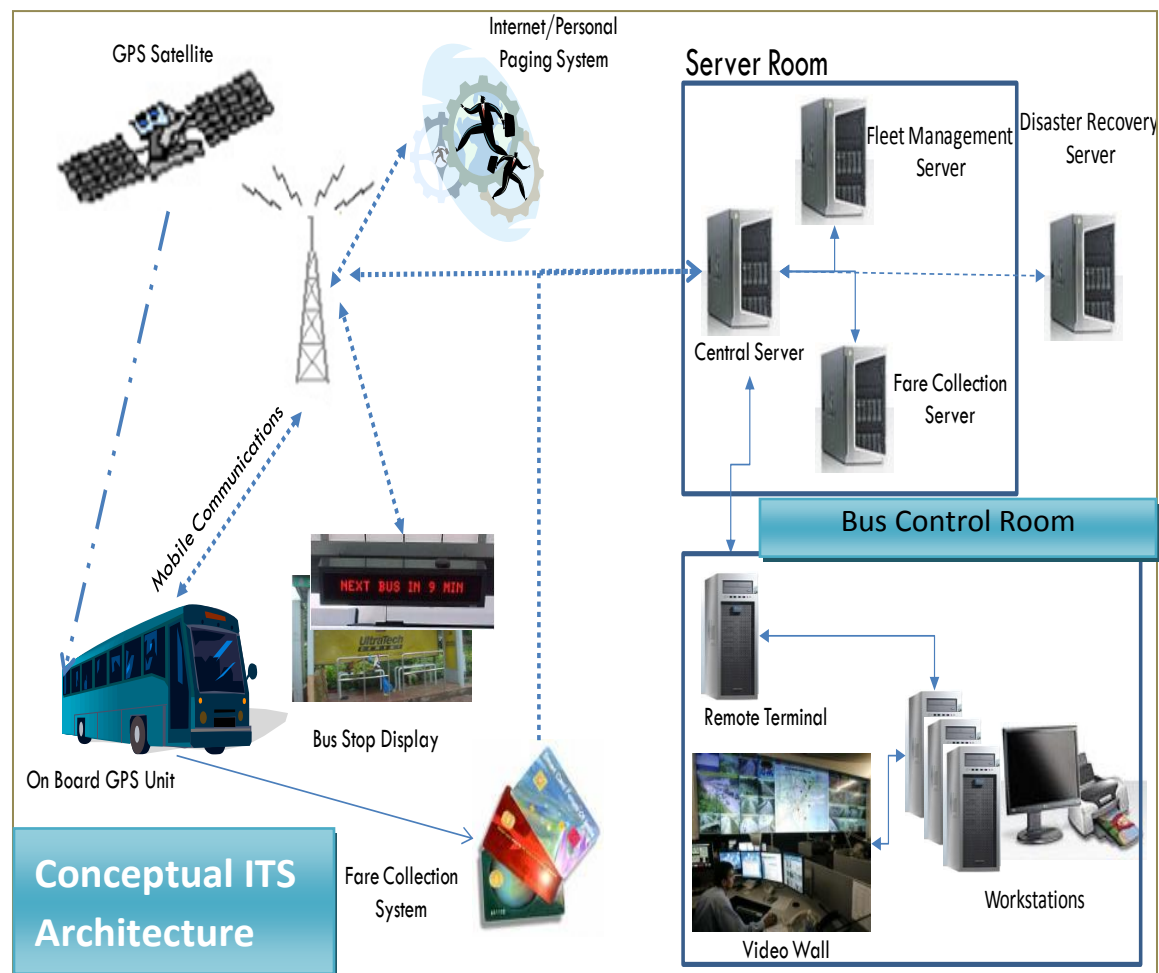 GPS Satellite
Internet/Personal
Paging System
Server Room
Fleet Management
Server
Disaster Recovery
Server
Central Server
Fare Collection
Server
Mobile Communications
Bus Control Room
NEXT BUS IN 9 MIN
UltraTech
CEMENT
Remote Terminal
Bus Stop Display
On Board GPS Unit
Fare Collection
System
Video Wall
Workstations
Conceptual ITS
Architecture